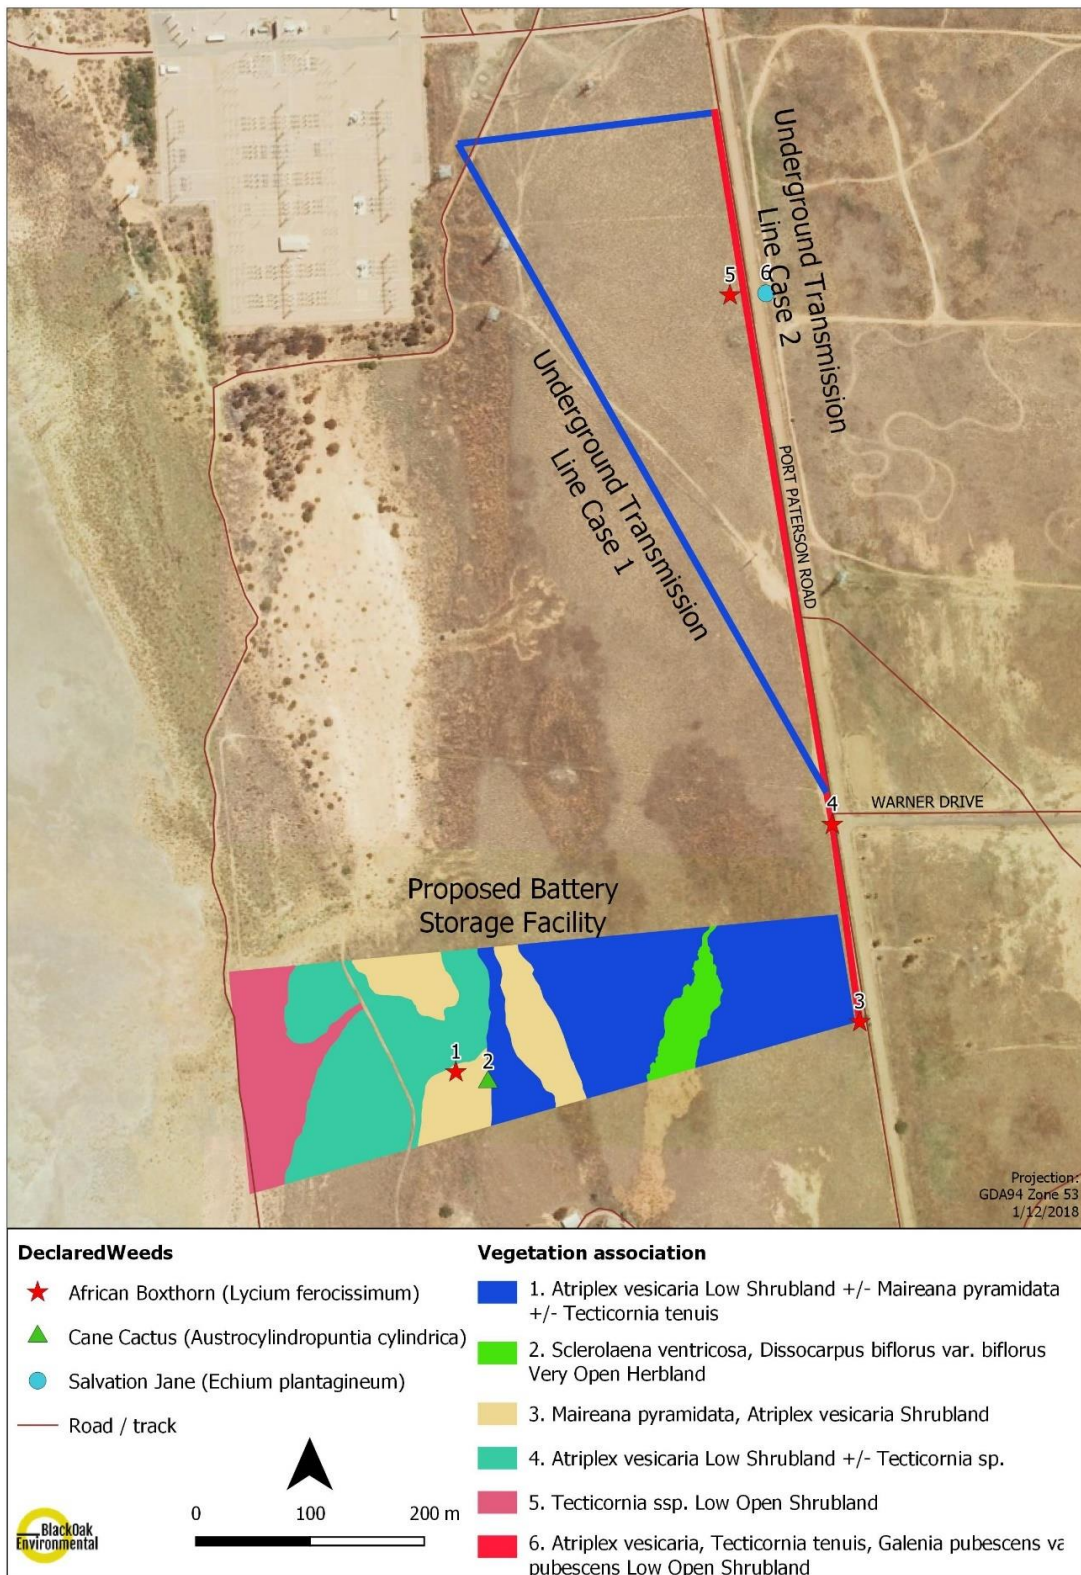 Underground Transmission
Line Case 2
5
6
Underground Transmission
Line Case 1
PORT PATERSON ROAD
4
WARNER DRIVE
Proposed Battery
Storage Facility
3
1
2
Projection:
GDA94 Zone 53
1/12/2018
DeclaredWeeds
African Boxthorn (Lycium ferocissimum)
Cane Cactus (Austrocylindropuntia cylindrica)
Salvation Jane (Echium plantagineum)
Road / track
0 100 200 m
BlackOak
Environmental
Vegetation association
1. Atriplex vesicaria Low Shrubland +/- Maireana pyramidata
+/- Tecticornia tenuis
2. Sclerolaena ventricosa, Dissocarpus biflorus var. biflorus
Very Open Herbland
3. Maireana pyramidata, Atriplex vesicaria Shrubland
4. Atriplex vesicaria Low Shrubland +/- Tecticornia sp.
5. Tecticornia ssp. Low Open Shrubland
6. Atriplex vesicaria, Tecticornia tenuis, Galenia pubescens va
pubescens Low Open Shrubland